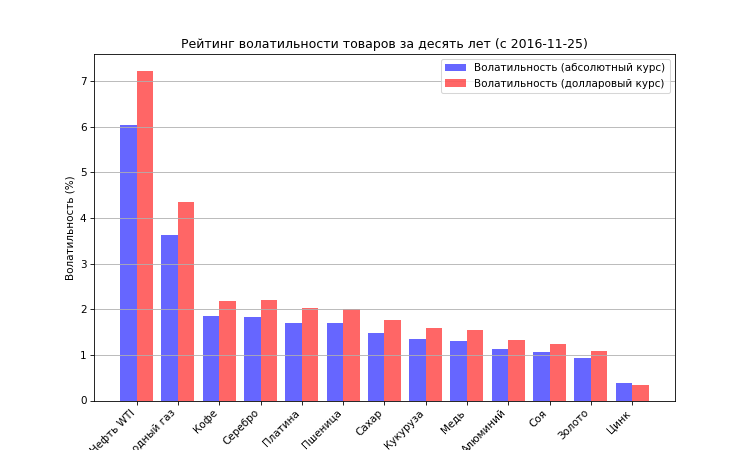 Рейтинг волатильности товаров за десять лет (с 2016-11-25)
Волатильность (абсолютный курс)
Волатильность (долларовый курс)
Волатильность (%)
7
6
5
4
3
2
1
0
Нефть WTI
одный газ
Кофе
Серебро
Платина
Пшеница
Сахар
Кукуруза
Медь
Алюминий
Соя
Золото
Цинк